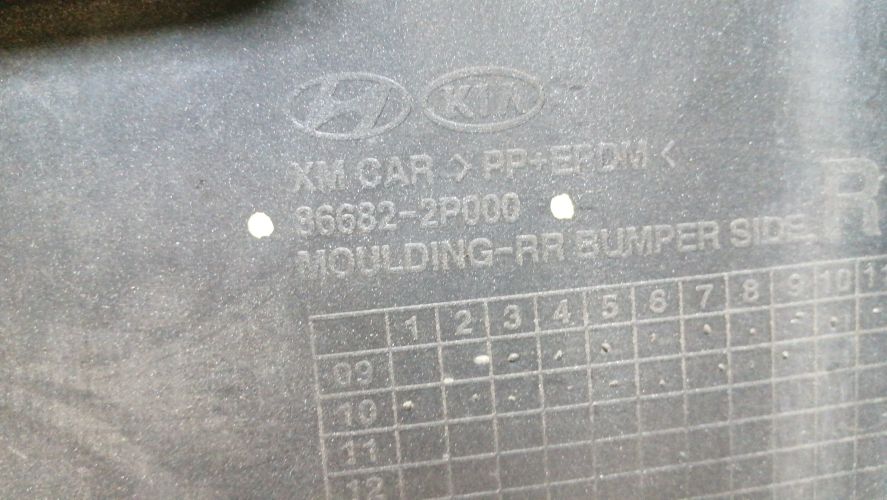 KIA
XM CAR > PP+EPDM <
86682-2P000
MOULDING-RR BUMPER SIDE, R
1 2 3 4 5 6 7 8 9 10 11
09
10
11
12